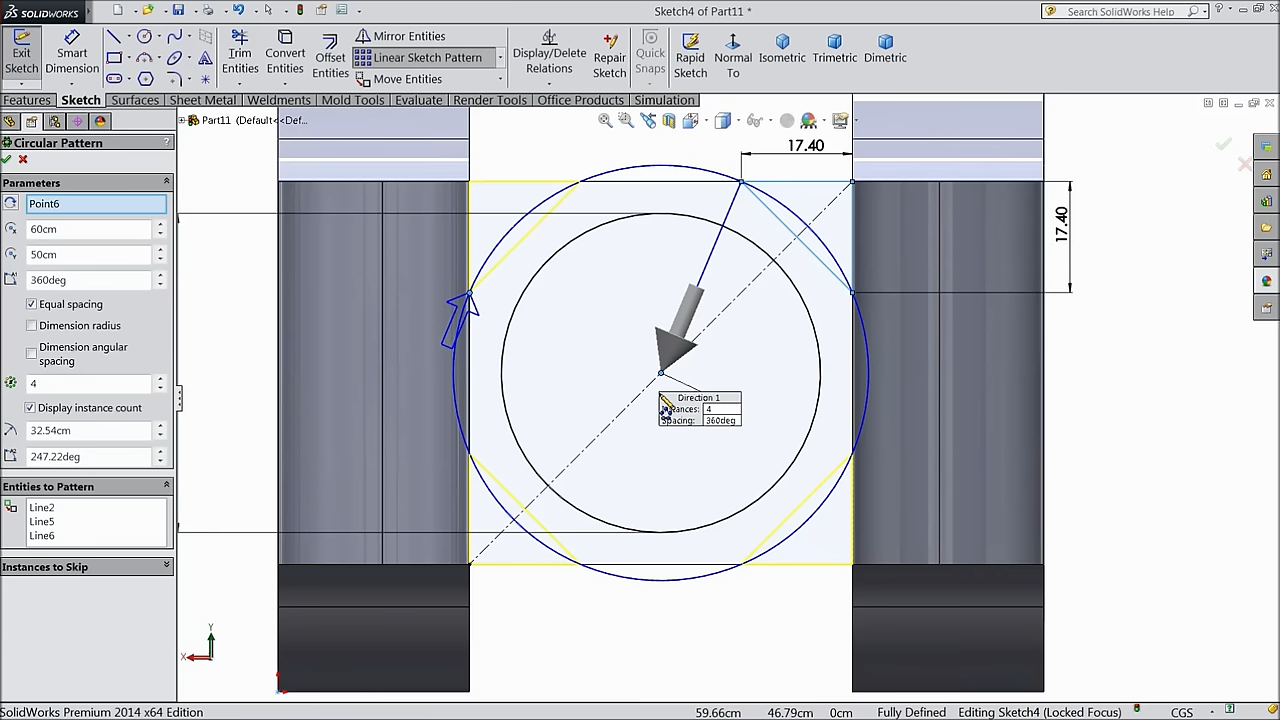 SOLIDWORKS
Sketch4 of Part11 *
Search SolidWorks Help
Exit Sketch
Smart Dimension
Trim Entities
Convert Entities
Offset Entities
Mirror Entities
Linear Sketch Pattern
Move Entities
Display/Delete Relations
Repair Sketch
Quick Snaps
Rapid Sketch
Normal To
Isometric
Trimetric
Dimetric
Features Sketch Surfaces Sheet Metal Weldments Mold Tools Evaluate Render Tools Office Products Simulation
Part11 (Default<<Def...
Circular Pattern
?
Parameters
Point6
60cm
50cm
360deg
Equal spacing
Dimension radius
Dimension angular
spacing
4
Display instance count
32.54cm
247.22deg
Entities to Pattern
Line2
Line5
Line6
Instances to Skip
17.40
17.40
Direction 1
4
Spacing: 360deg
Y
X
SolidWorks Premium 2014 x64 Edition
59.66cm 46.79cm 0cm Fully Defined Editing Sketch4 (Locked Focus) CGS